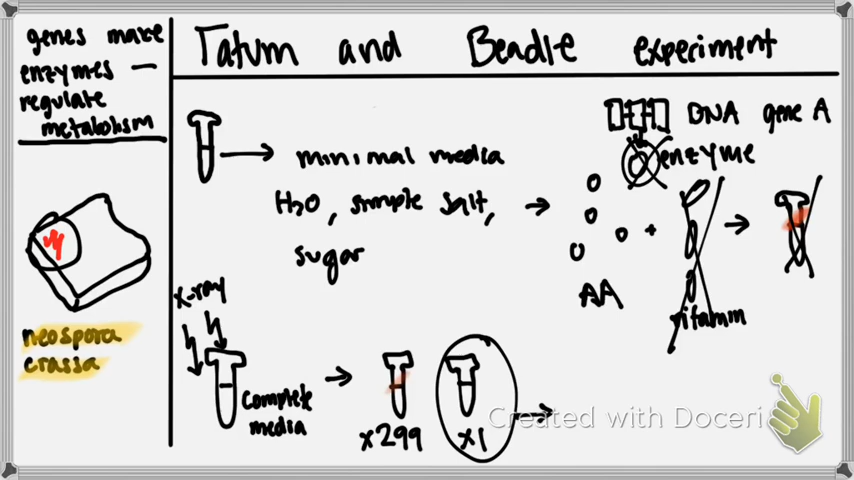 genes make
enzymes —
regulate
metabolism
neospora
crassa
Tatum and Beadle experiment
minimal media
H2O, simple salt,
sugar
DNA gene A
enzyme
+
AA
vitamin
x-ray
Complete
media
x299
x1
Created with Doceri